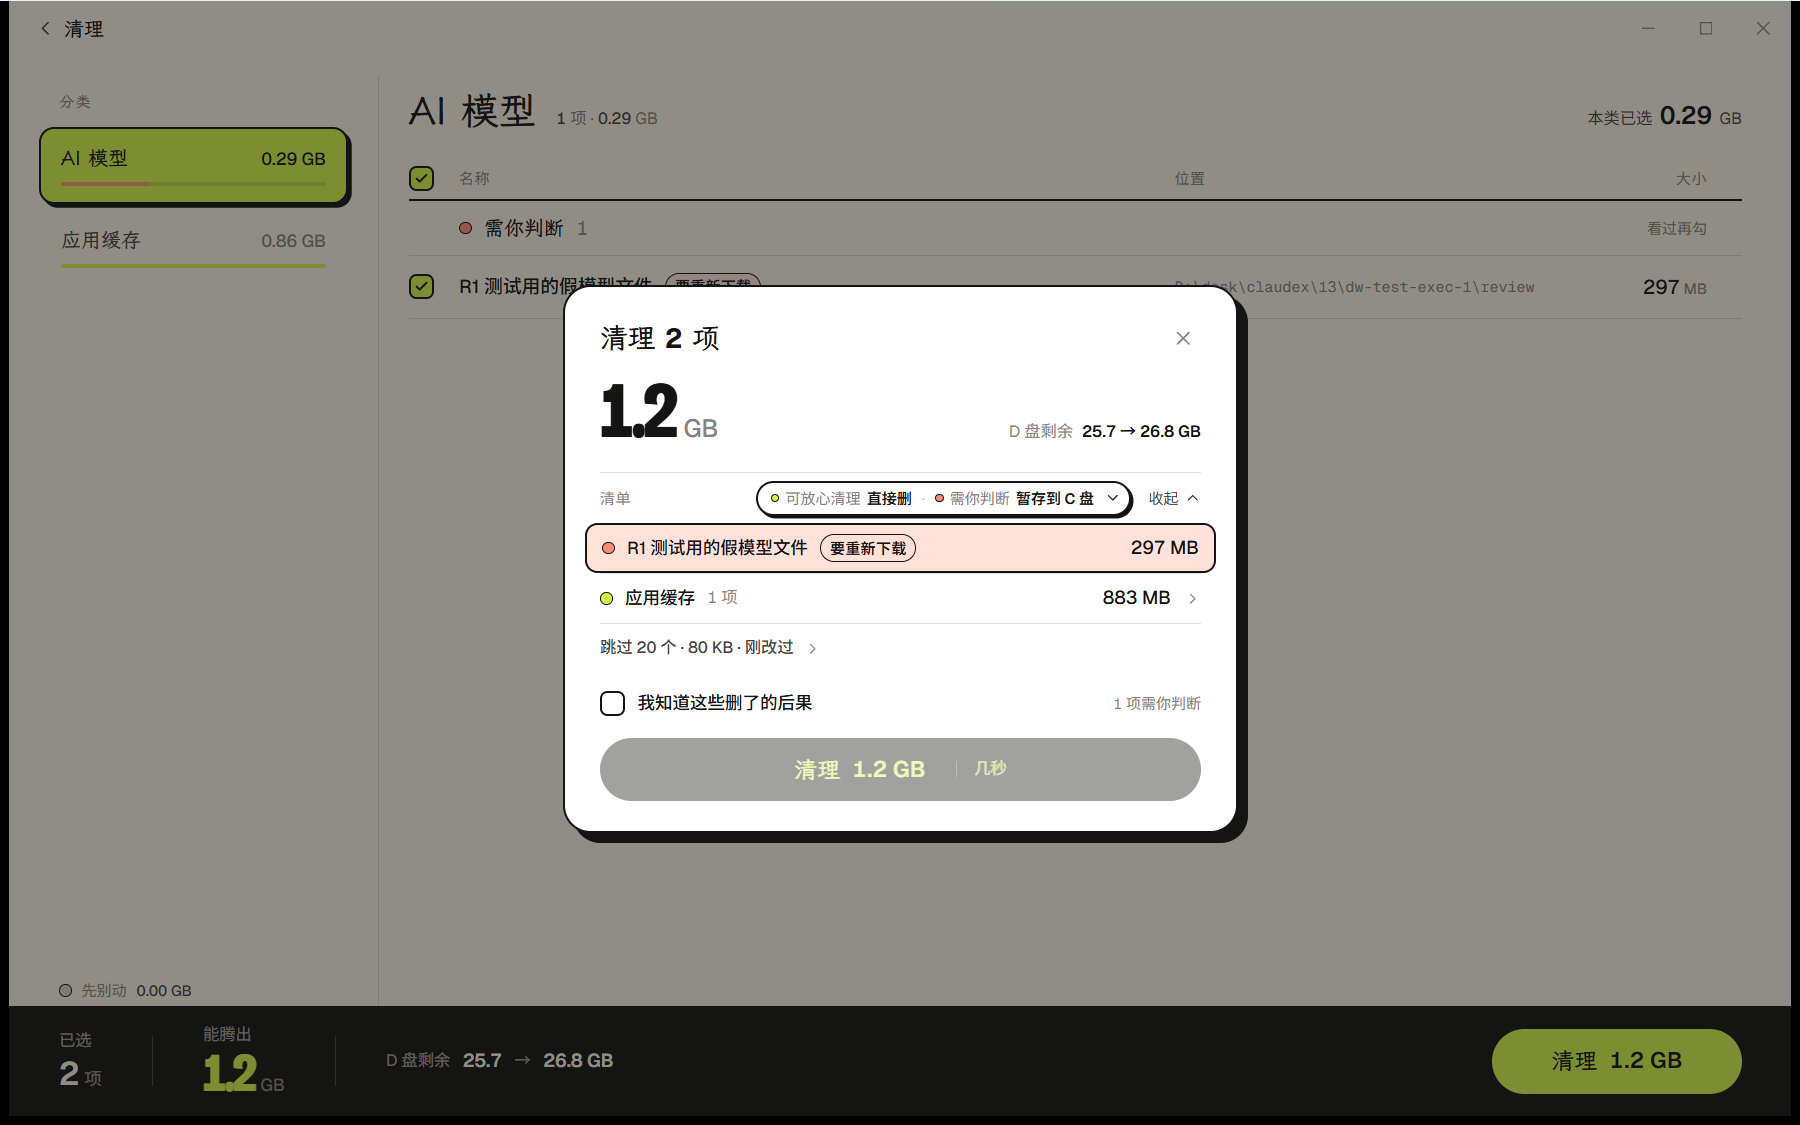 清理
分类
AI 模型 0.29 GB
应用缓存 0.86 GB
先别动 0.00 GB
AI 模型 1 项 · 0.29 GB 本类已选 0.29 GB
名称 位置 大小
需你判断 1 看过再勾
R1 测试用的假模型文件 要重新下载 \claudex\13\dw-test-exec-1\review 297 MB
清理 2 项
1.2 GB D 盘剩余 25.7 → 26.8 GB
清单 可放心清理 直接删 · 需你判断 暂存到 C 盘 收起
R1 测试用的假模型文件 要重新下载 297 MB
应用缓存 1 项 883 MB
跳过 20 个 · 80 KB · 刚改过
我知道这些删了的后果 1 项需你判断
清理 1.2 GB 几秒
已选 2 项
能腾出 1.2 GB
D 盘剩余 25.7 → 26.8 GB
清理 1.2 GB